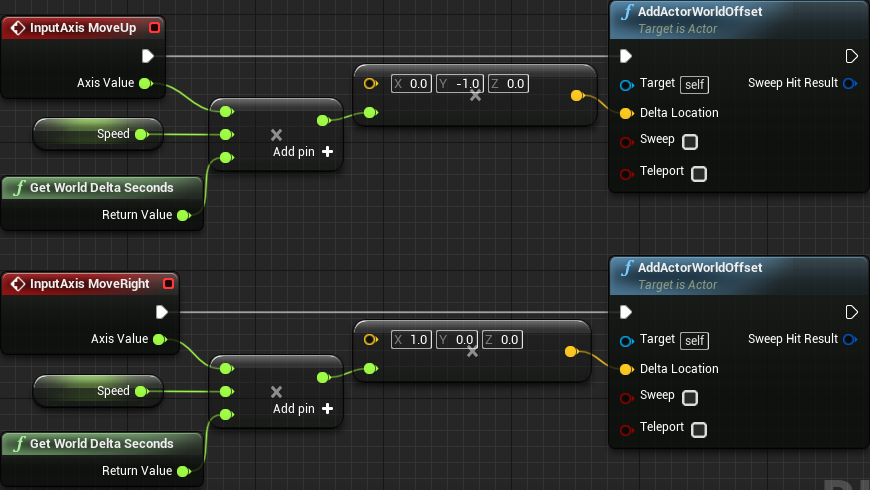 InputAxis MoveUp
Axis Value
Speed
Add pin
f Get World Delta Seconds
Return Value
X 0.0 Y -1.0 Z 0.0
f AddActorWorldOffset
Target is Actor
Target self Sweep Hit Result
Delta Location
Sweep
Teleport
InputAxis MoveRight
Axis Value
Speed
Add pin
f Get World Delta Seconds
Return Value
X 1.0 Y 0.0 Z 0.0
f AddActorWorldOffset
Target is Actor
Target self Sweep Hit Result
Delta Location
Sweep
Teleport